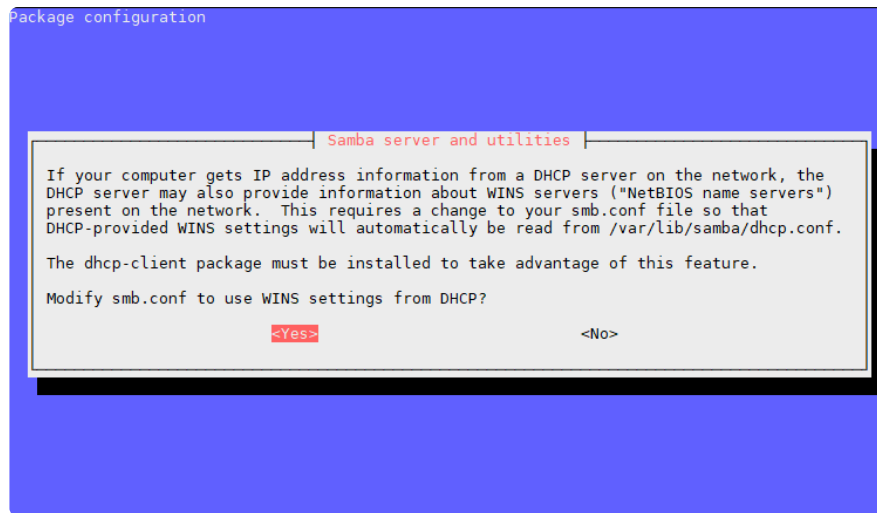 Package configuration
Samba server and utilities
If your computer gets IP address information from a DHCP server on the network, the
DHCP server may also provide information about WINS servers ("NetBIOS name servers")
present on the network.  This requires a change to your smb.conf file so that
DHCP-provided WINS settings will automatically be read from /var/lib/samba/dhcp.conf.
The dhcp-client package must be installed to take advantage of this feature.
Modify smb.conf to use WINS settings from DHCP?
<Yes> <No>